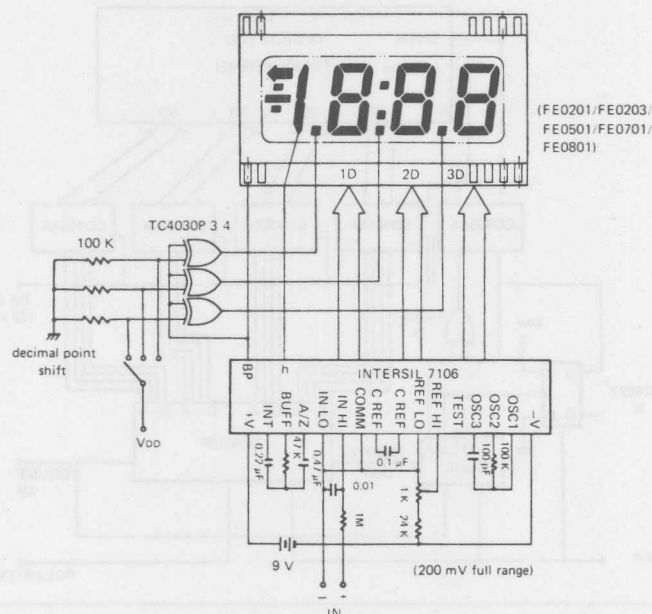 (FE0201/FE0203/
FE0501/FE0701/
FE0801)
1D 2D 3D
TC4030P 3 4
100 K
decimal point
shift
VDD
BP h INTERSIL 7106
+V INT BUFF A/Z IN LO IN HI COMM C REF C REF REF LO REF HI TEST OSC3 OSC2 OSC1 -V
0.22 µF 47 K 0.47 µF 0.1 µF 100 µF 100 K
0.01 1 K
1M 24 K
9 V (200 mV full range)
− +
IN